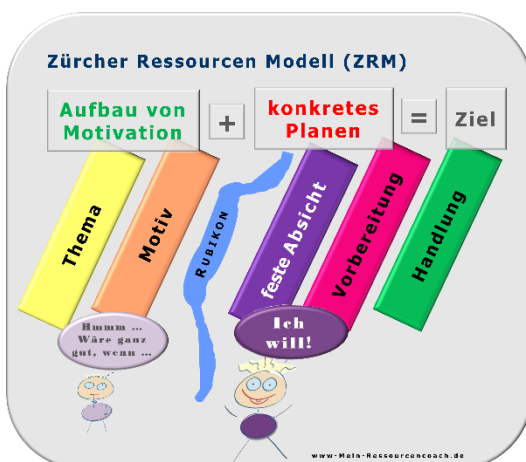 Zürcher Ressourcen Modell (ZRM)
Aufbau von
Motivation
+
konkretes
Planen
=
Ziel
Thema
Motiv
RUBIKON
feste Absicht
Vorbereitung
Handlung
Hmmm ...
Wäre ganz
gut, wenn ...
Ich
will!
www-Mein-Ressourcencoach.de